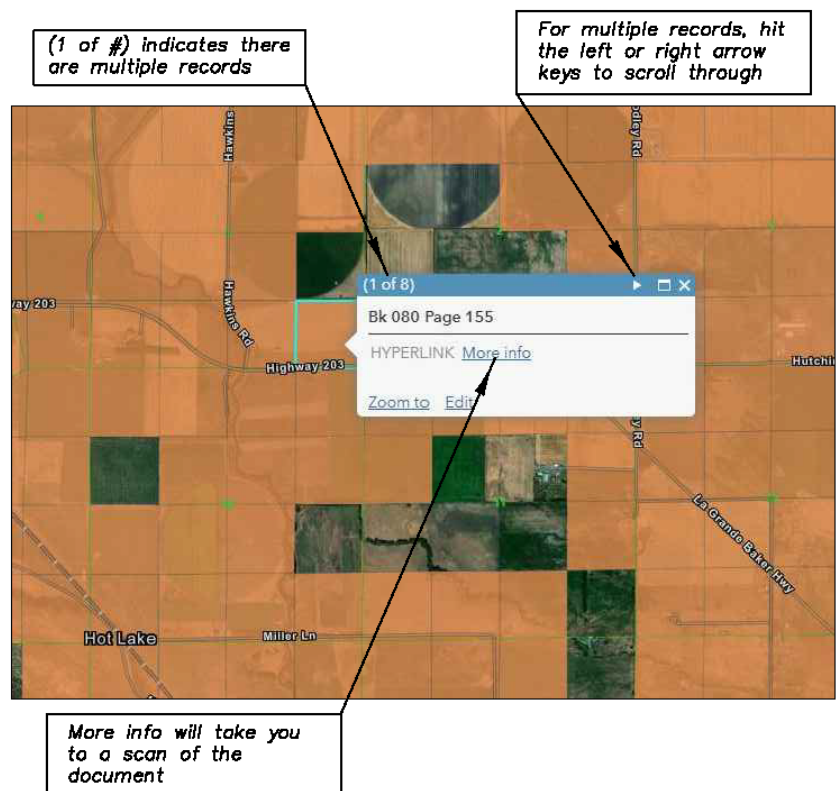 (1 of #) indicates there
are multiple records
For multiple records, hit
the left or right arrow
keys to scroll through
Hawkins
dley Rd
way 203
Hawkins Rd
(1 of 8)
Bk 080 Page 155
HYPERLINK More info
Zoom to Edit
Highway 203
Hutchin
ey Rd
La Grande Baker Hwy
Hot Lake
Miller Ln
More info will take you
to a scan of the
document